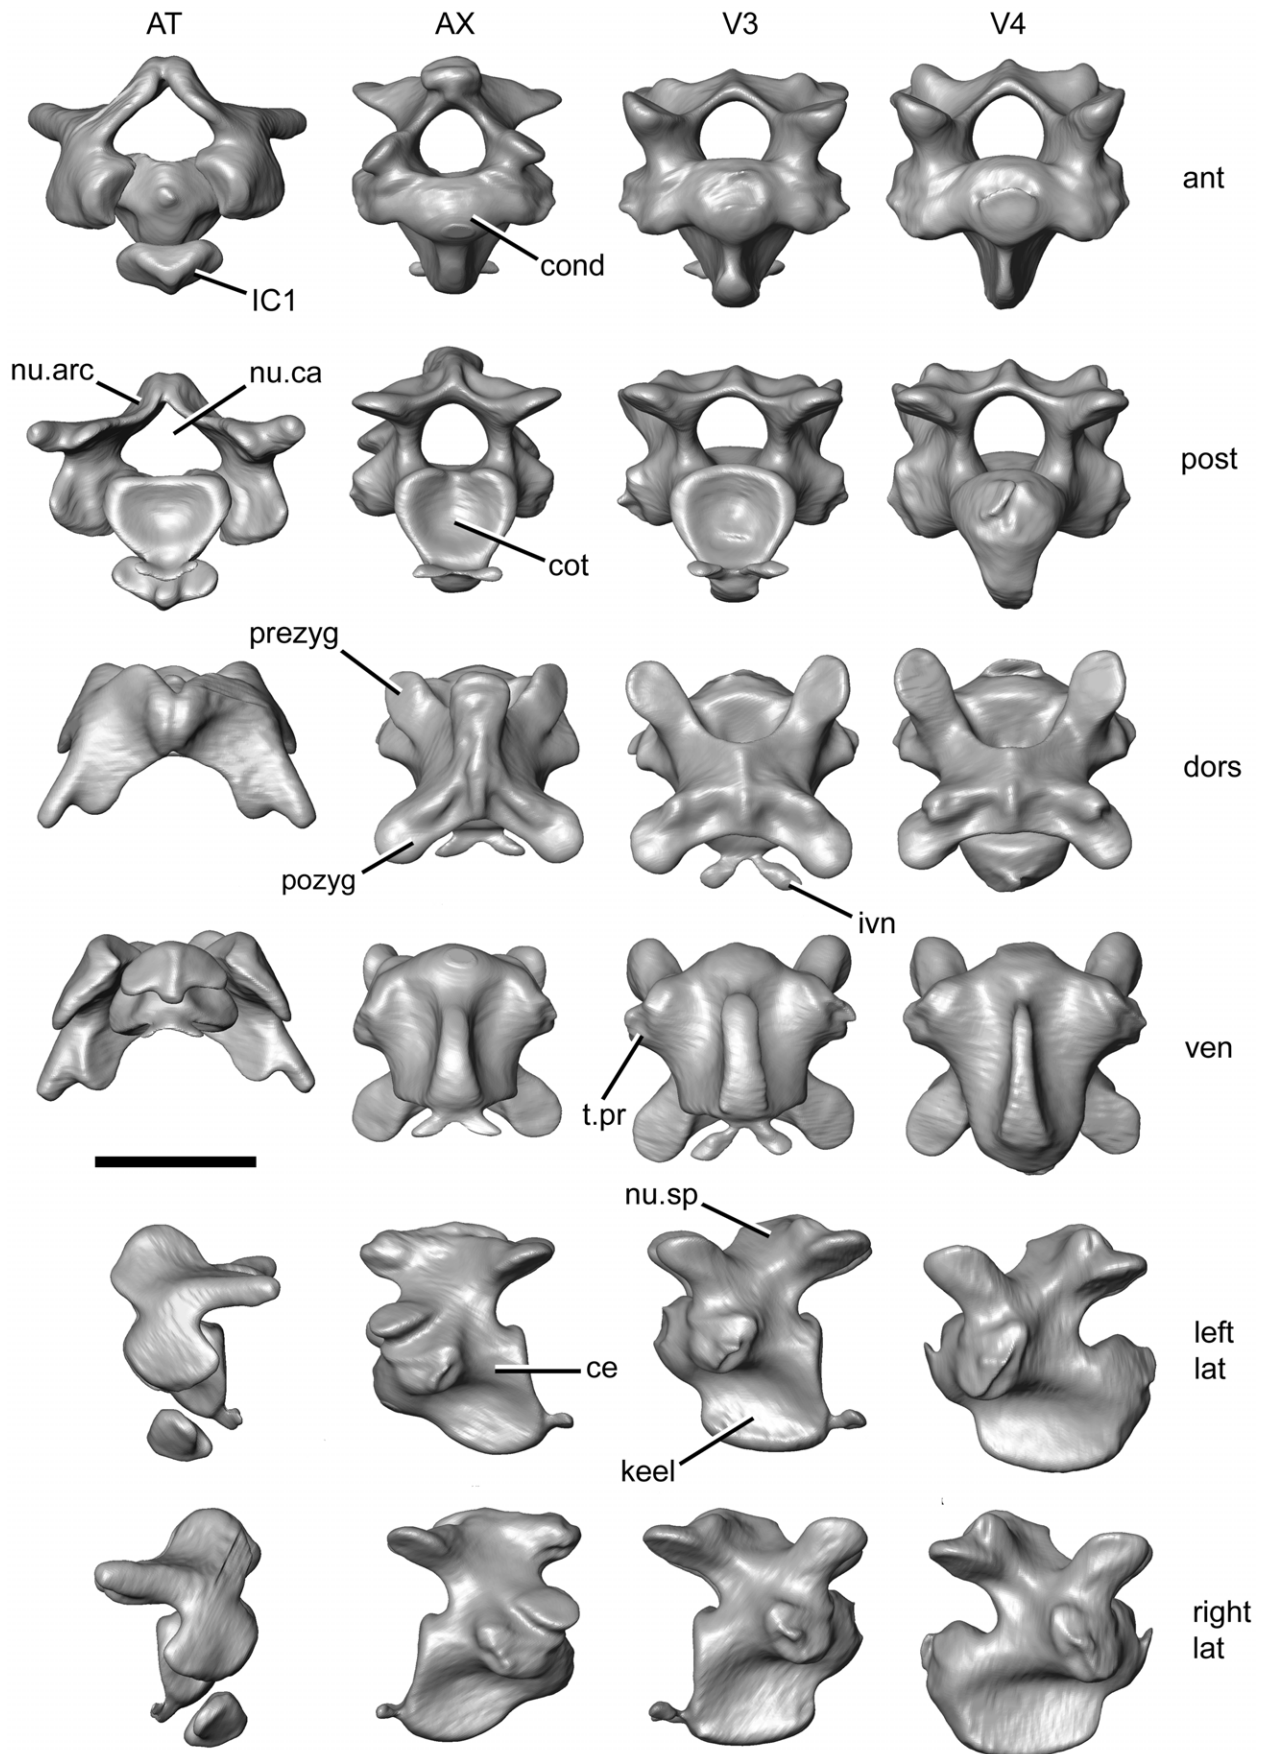 AT AX V3 V4
ant
cond
IC1
nu.arc nu.ca
post
cot
prezyg
dors
pozyg
ivn
ven
t.pr
nu.sp
left
lat
ce
keel
right
lat